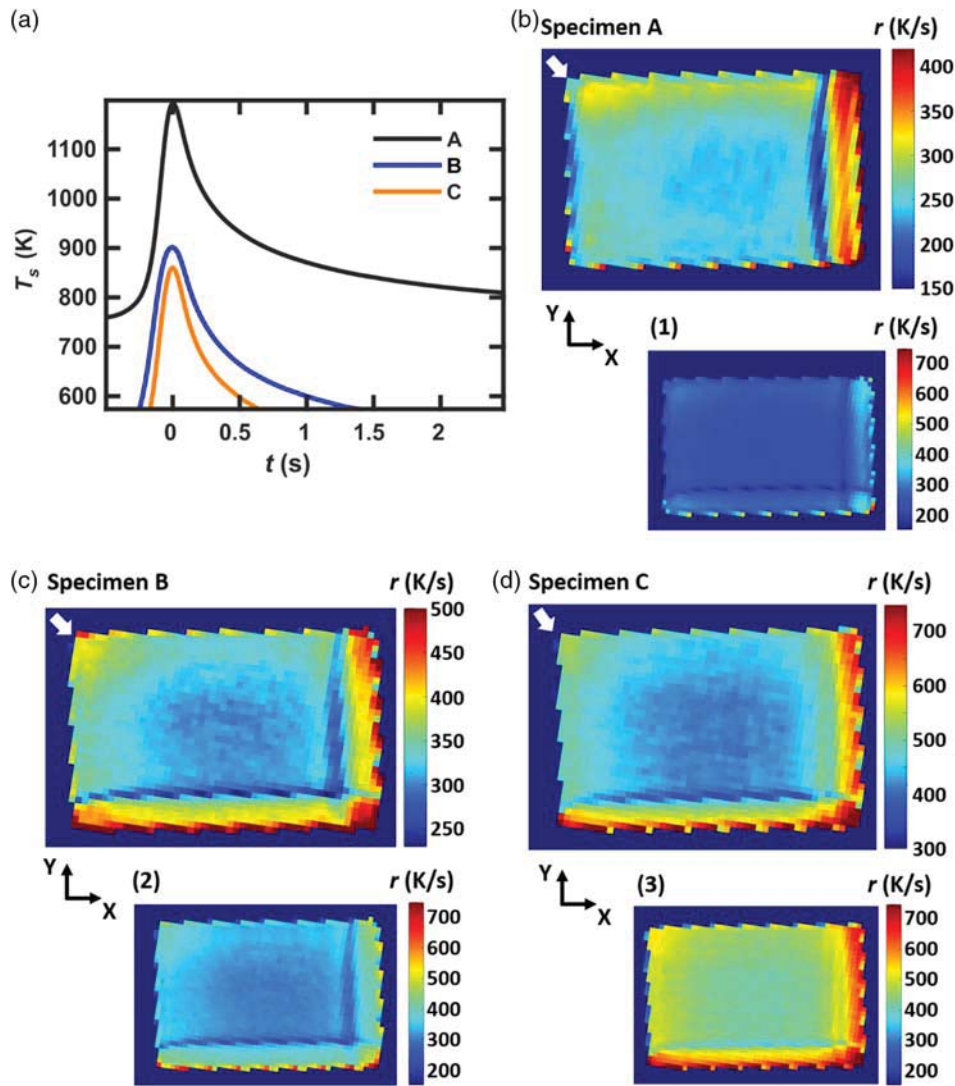 (a)
1100
1000
900
800
700
600
T_s (K)
0
0.5
1
1.5
2
t (s)
A
B
C
(b)
Specimen A
r (K/s)
400
350
300
250
200
150
Y
X
(1)
r (K/s)
700
600
500
400
300
200
(c)
Specimen B
r (K/s)
500
450
400
350
300
250
Y
X
(2)
r (K/s)
700
600
500
400
300
200
(d)
Specimen C
r (K/s)
700
600
500
400
300
Y
X
(3)
r (K/s)
700
600
500
400
300
200